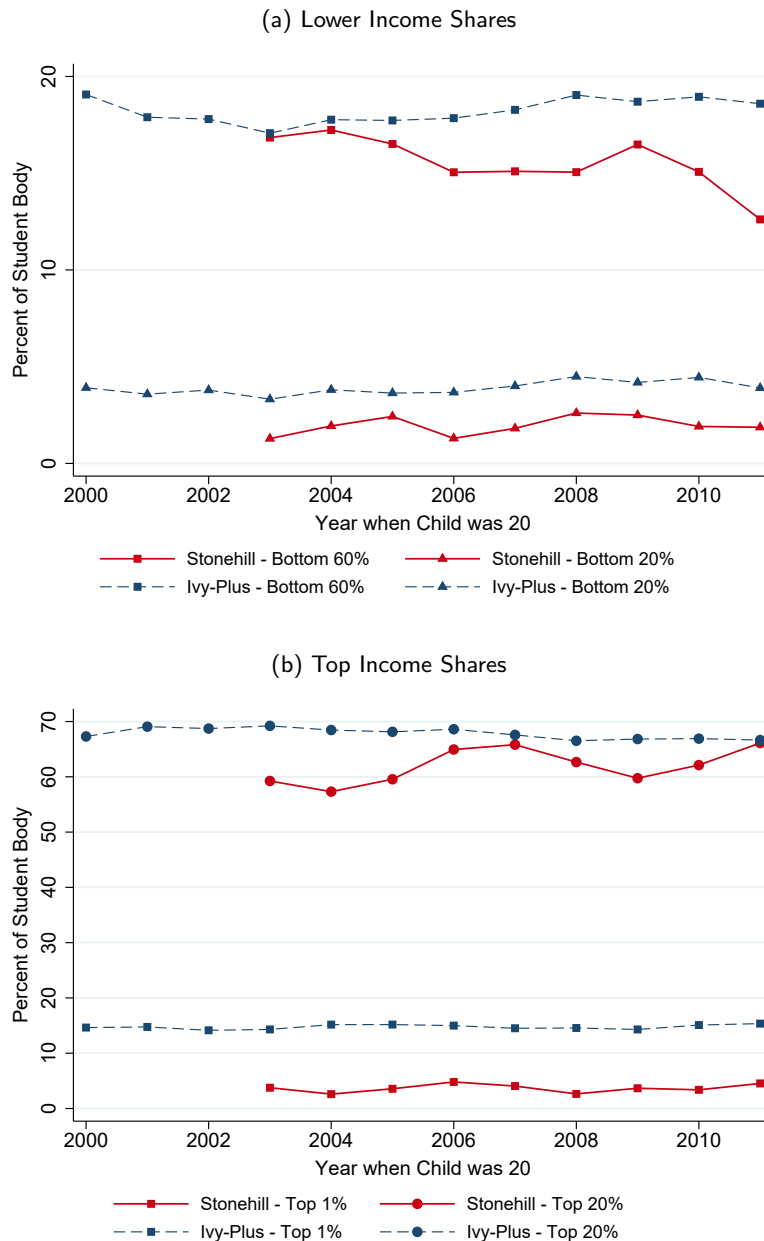 (a) Lower Income Shares
Percent of Student Body
20
10
0
2000 2002 2004 2006 2008 2010
Year when Child was 20
Stonehill - Bottom 60% Stonehill - Bottom 20%
Ivy-Plus - Bottom 60% Ivy-Plus - Bottom 20%
(b) Top Income Shares
Percent of Student Body
70
60
50
40
30
20
10
0
2000 2002 2004 2006 2008 2010
Year when Child was 20
Stonehill - Top 1% Stonehill - Top 20%
Ivy-Plus - Top 1% Ivy-Plus - Top 20%